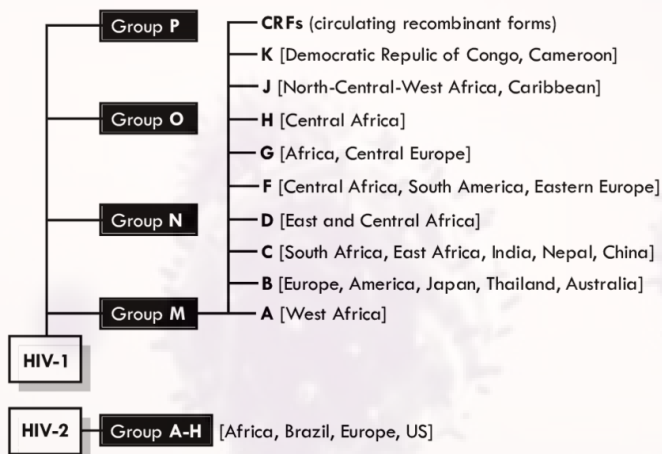 Group P
CRFs (circulating recombinant forms)
K [Democratic Repulic of Congo, Cameroon]
J [North-Central-West Africa, Caribbean]
Group O
H [Central Africa]
G [Africa, Central Europe]
F [Central Africa, South America, Eastern Europe]
Group N
D [East and Central Africa]
C [South Africa, East Africa, India, Nepal, China]
B [Europe, America, Japan, Thailand, Australia]
Group M
A [West Africa]
HIV-1
HIV-2
Group A-H [Africa, Brazil, Europe, US]